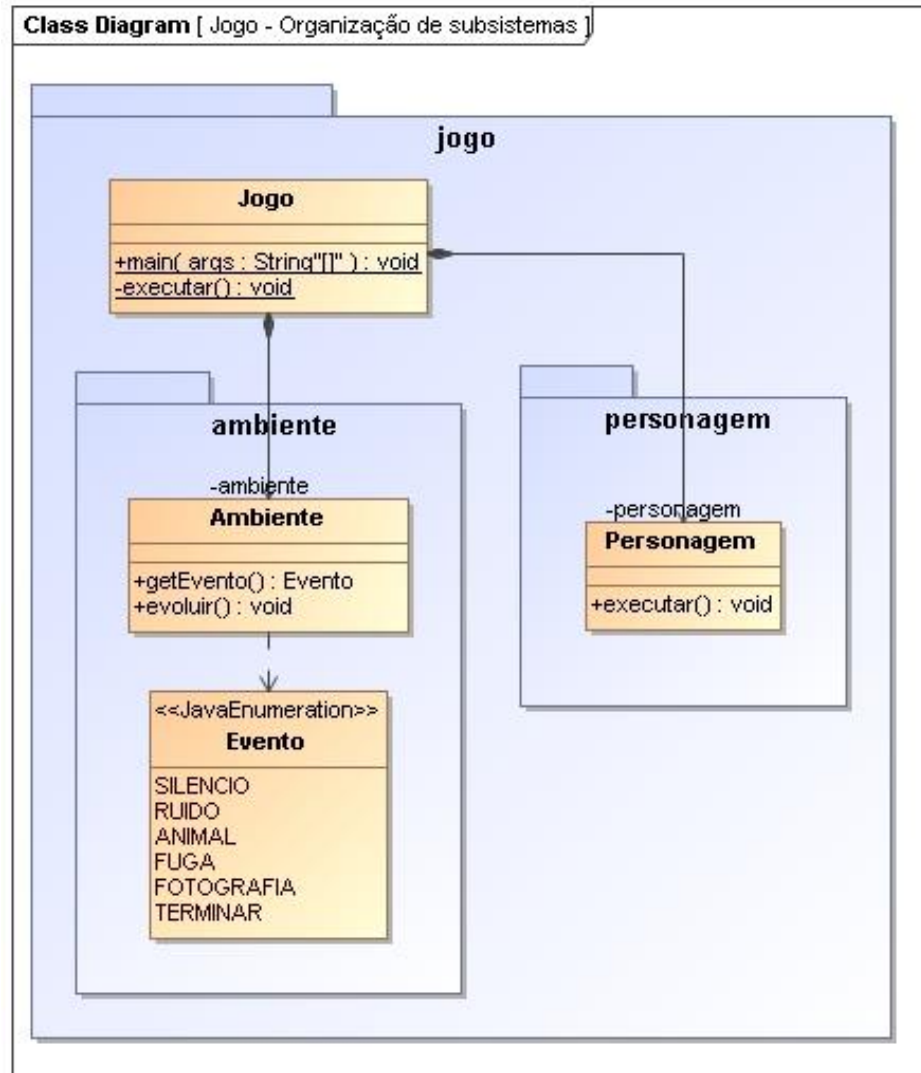 Class Diagram [ Jogo - Organização de subsistemas ]
jogo
Jogo
+main( args : String"[]" ) : void
-executar() : void
ambiente
-ambiente
Ambiente
+getEvento() : Evento
+evoluir() : void
<<JavaEnumeration>>
Evento
SILENCIO
RUIDO
ANIMAL
FUGA
FOTOGRAFIA
TERMINAR
personagem
-personagem
Personagem
+executar() : void